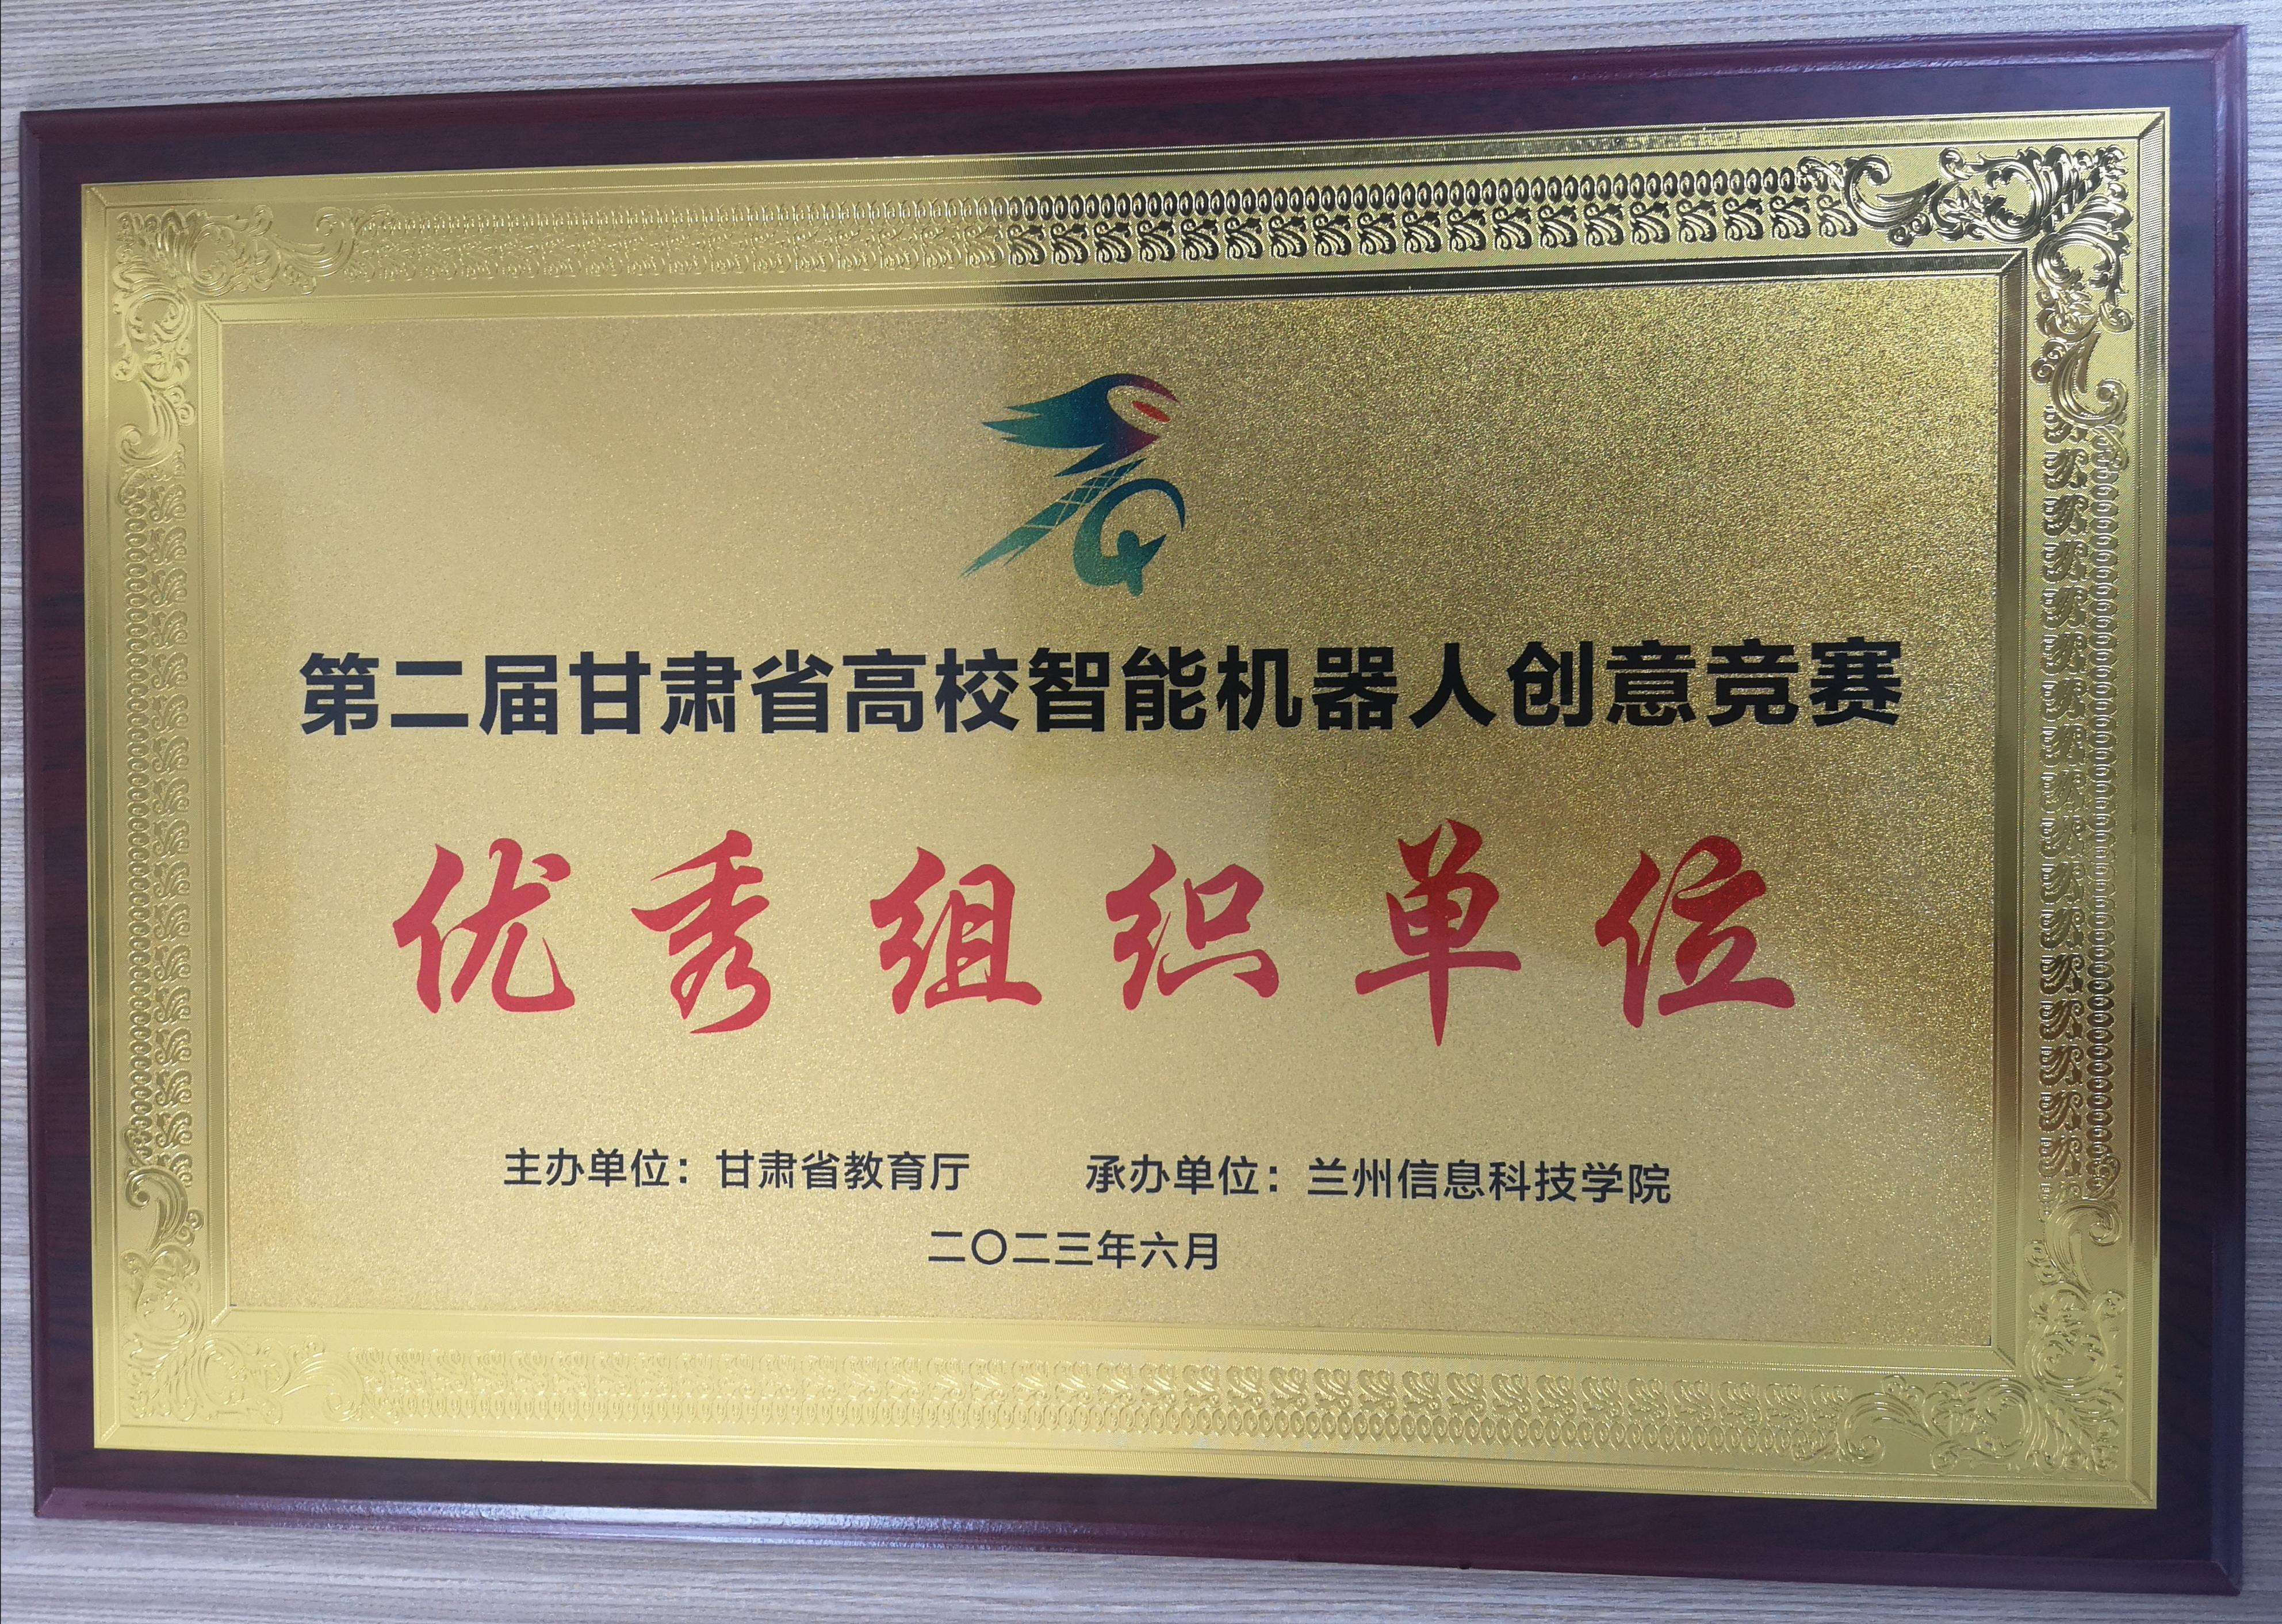 第二届甘肃省高校智能机器人创意竞赛
优秀组织单位
主办单位：甘肃省教育厅 承办单位：兰州信息科技学院
二〇二三年六月